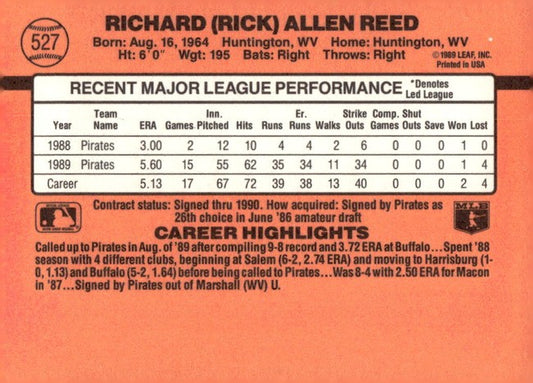 527
RICHARD (RICK) ALLEN REED
Born: Aug. 16, 1964 Huntington, WV Home: Huntington, WV
Ht: 6'0" Wgt: 195 Bats: Right Throws: Right
©1989 LEAF, INC.
Printed in USA
RECENT MAJOR LEAGUE PERFORMANCE *Denotes Led League
Year Team Name ERA Games Inn. Pitched Hits Runs Er. Runs Walks Strike Outs Comp. Games Shut Outs Save Won Lost
1988 Pirates 3.00 2 12 10 4 4 2 6 0 0 0 1 0
1989 Pirates 5.60 15 55 62 35 34 11 34 0 0 0 1 4
Career 5.13 17 67 72 39 38 13 40 0 0 0 2 4
Contract status: Signed thru 1990. How acquired: Signed by Pirates as
26th choice in June '86 amateur draft
MLB
CAREER HIGHLIGHTS
Called up to Pirates in Aug. of '89 after compiling 9-8 record and 3.72 ERA at Buffalo...Spent '88
season with 4 different clubs, beginning at Salem (6-2, 2.74 ERA) and moving to Harrisburg (1-
0, 1.13) and Buffalo (5-2, 1.64) before being called to Pirates...Was 8-4 with 2.50 ERA for Macon
in '87...Signed by Pirates out of Marshall (WV) U.